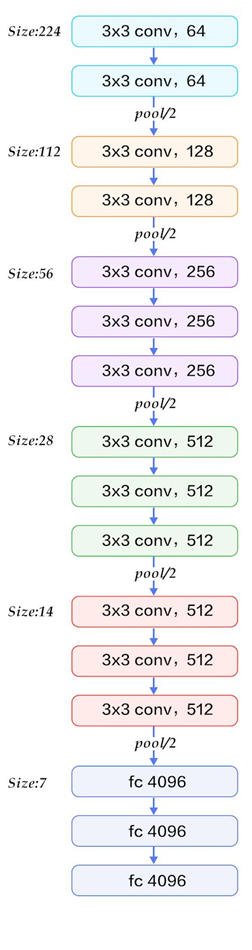 Size:224 3x3 conv, 64
3x3 conv, 64
pool/2
Size:112 3x3 conv, 128
3x3 conv, 128
pool/2
Size:56 3x3 conv, 256
3x3 conv, 256
3x3 conv, 256
pool/2
Size:28 3x3 conv, 512
3x3 conv, 512
3x3 conv, 512
pool/2
Size:14 3x3 conv, 512
3x3 conv, 512
3x3 conv, 512
pool/2
Size:7 fc 4096
fc 4096
fc 4096